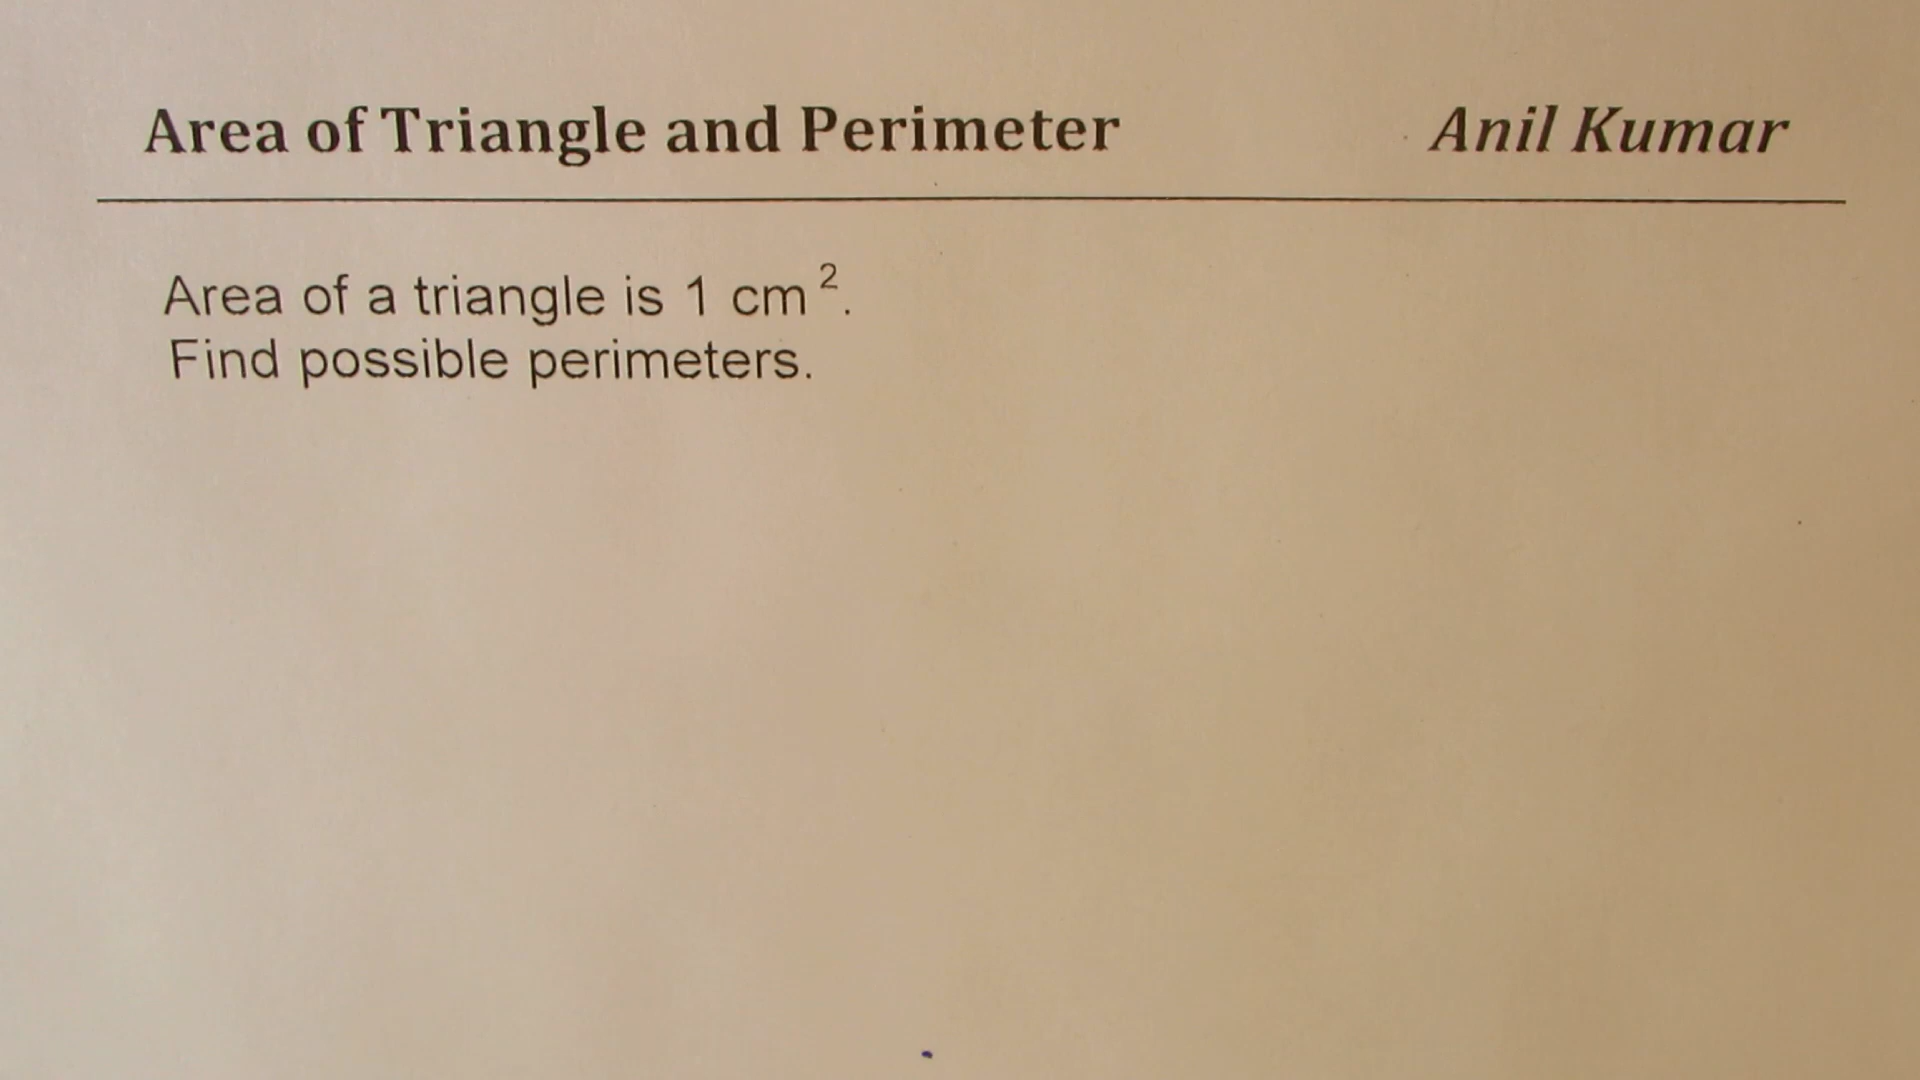 Area of Triangle and Perimeter Anil Kumar
Area of a triangle is 1 cm².
Find possible perimeters.